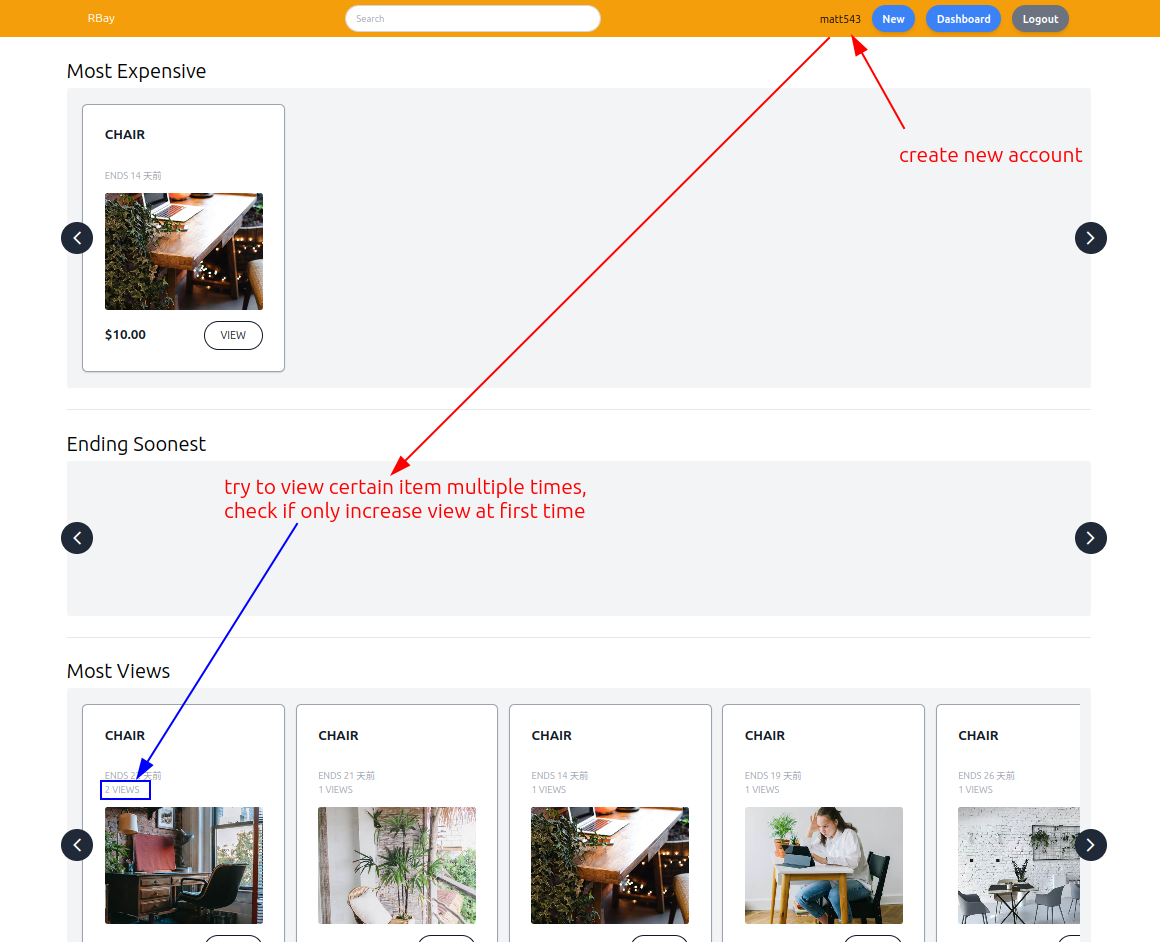 RBay
Search
matt543
New
Dashboard
Logout
Most Expensive
CHAIR
ENDS 14 天前
$10.00
VIEW
create new account
Ending Soonest
try to view certain item multiple times,
check if only increase view at first time
Most Views
CHAIR
ENDS 2 天前
2 VIEWS
CHAIR
ENDS 21 天前
1 VIEWS
CHAIR
ENDS 14 天前
1 VIEWS
CHAIR
ENDS 19 天前
1 VIEWS
CHAIR
ENDS 26 天前
1 VIEWS